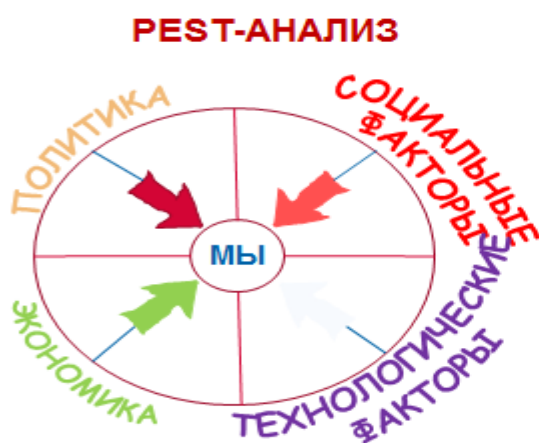 PEST-АНАЛИЗ
ПОЛИТИКА
СОЦИАЛЬНЫЕ
ФАКТОРЫ
МЫ
ЭКОНОМИКА
ТЕХНОЛОГИЧЕСКИЕ
ФАКТОРЫ